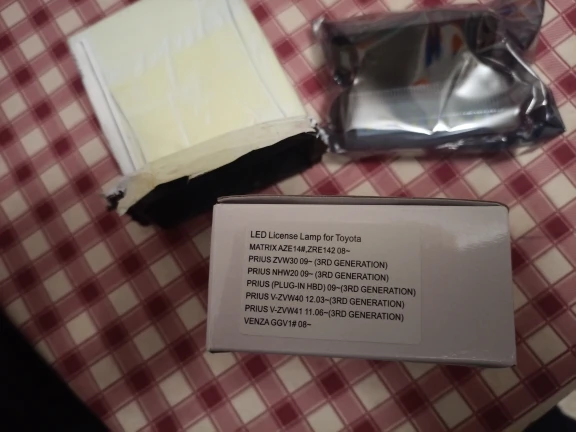 LED License Lamp for Toyota
MATRIX AZE14#,ZRE142 08~
PRIUS ZVW30 09~ (3RD GENERATION)
PRIUS NHW20 09~ (3RD GENERATION)
PRIUS (PLUG-IN HBD) 09~(3RD GENERATION)
PRIUS V-ZVW40 12.03~(3RD GENERATION)
PRIUS V-ZVW41 11.06~(3RD GENERATION)
VENZA GGV1# 08~